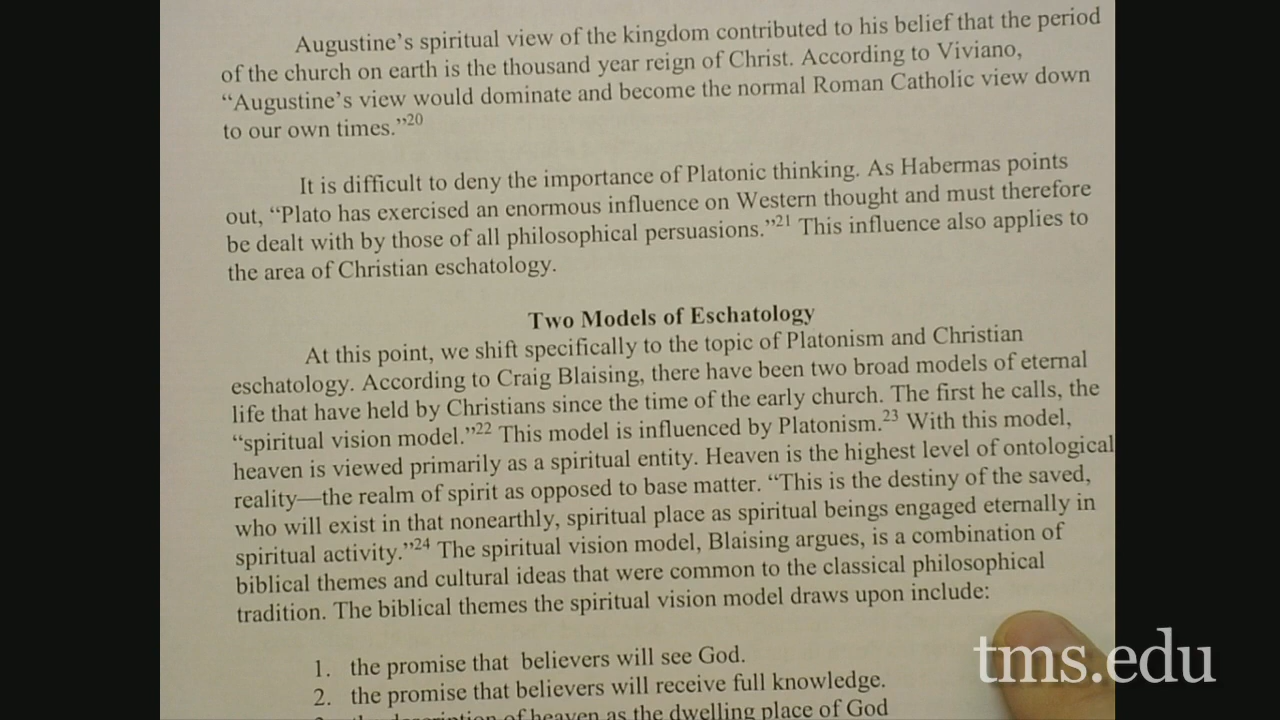 Augustine’s spiritual view of the kingdom contributed to his belief that the period
of the church on earth is the thousand year reign of Christ. According to Viviano,
“Augustine’s view would dominate and become the normal Roman Catholic view down
to our own times.”20
It is difficult to deny the importance of Platonic thinking. As Habermas points
out, “Plato has exercised an enormous influence on Western thought and must therefore
be dealt with by those of all philosophical persuasions.”21 This influence also applies to
the area of Christian eschatology.
Two Models of Eschatology
At this point, we shift specifically to the topic of Platonism and Christian
eschatology. According to Craig Blaising, there have been two broad models of eternal
life that have held by Christians since the time of the early church. The first he calls, the
“spiritual vision model.”22 This model is influenced by Platonism.23 With this model,
heaven is viewed primarily as a spiritual entity. Heaven is the highest level of ontological
reality—the realm of spirit as opposed to base matter. “This is the destiny of the saved,
who will exist in that nonearthly, spiritual place as spiritual beings engaged eternally in
spiritual activity.”24 The spiritual vision model, Blaising argues, is a combination of
biblical themes and cultural ideas that were common to the classical philosophical
tradition. The biblical themes the spiritual vision model draws upon include:
1. the promise that believers will see God.
2. the promise that believers will receive full knowledge.
the description of heaven as the dwelling place of God
tms.edu